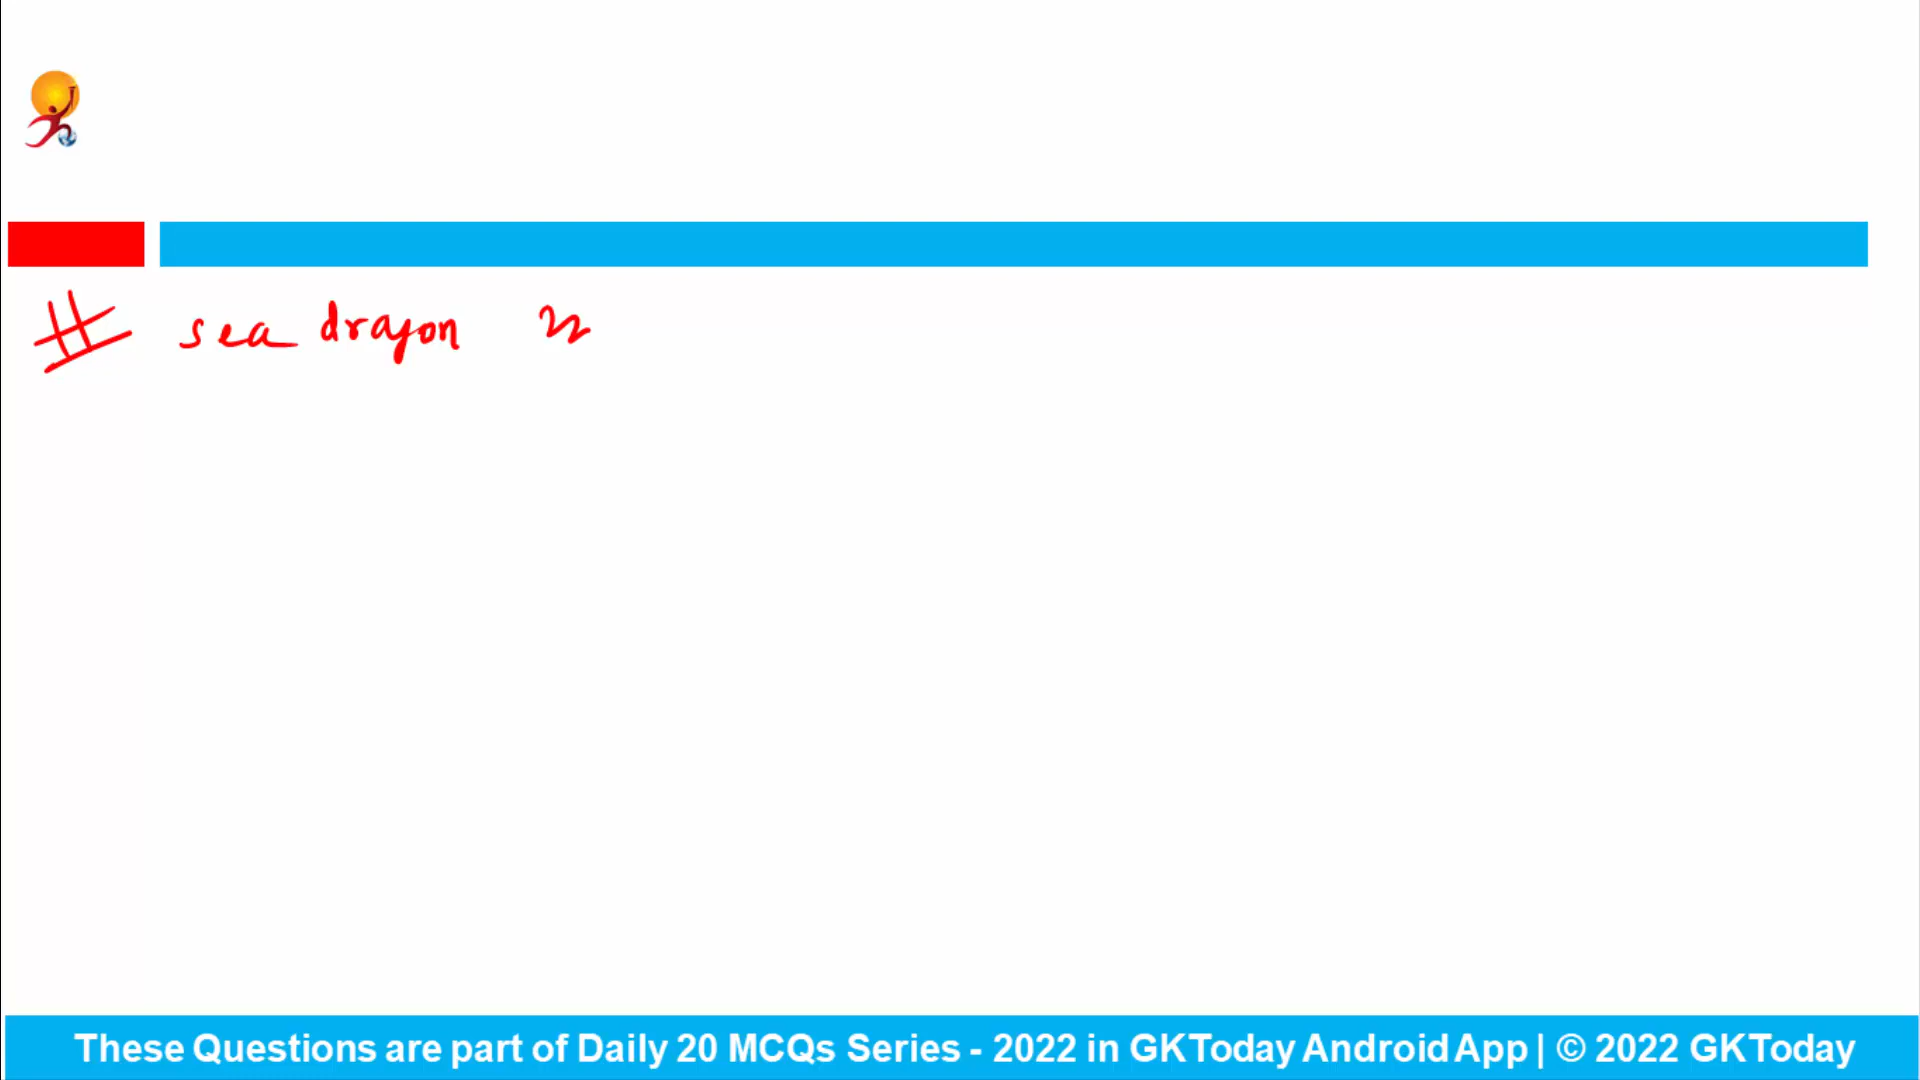 # sea dragon 22
These Questions are part of Daily 20 MCQs Series - 2022 in GKToday Android App | © 2022 GKToday